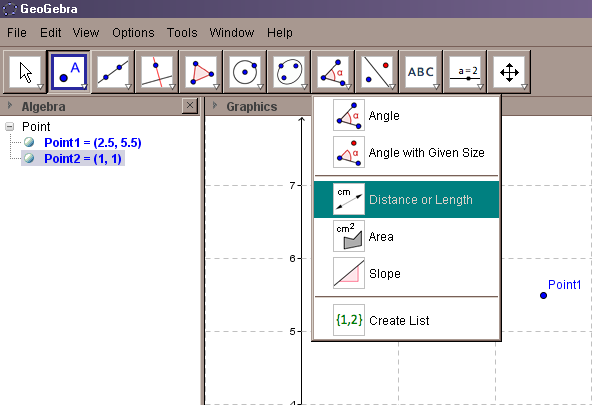 GeoGebra
File Edit View Options Tools Window Help
A α ABC a=2
Algebra Graphics
Point
Point1 = (2.5, 5.5)
Point2 = (1, 1)
α Angle
α Angle with Given Size
cm Distance or Length
cm² Area
Slope
{1,2} Create List
7
6
Point1
5
4